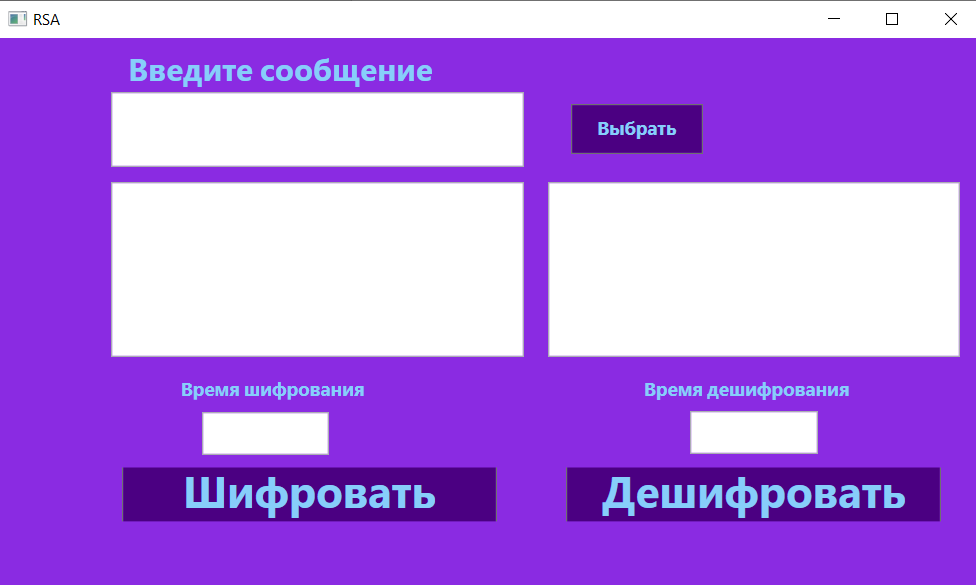 RSA
Введите сообщение
Выбрать
Время шифрования
Время дешифрования
Шифровать
Дешифровать